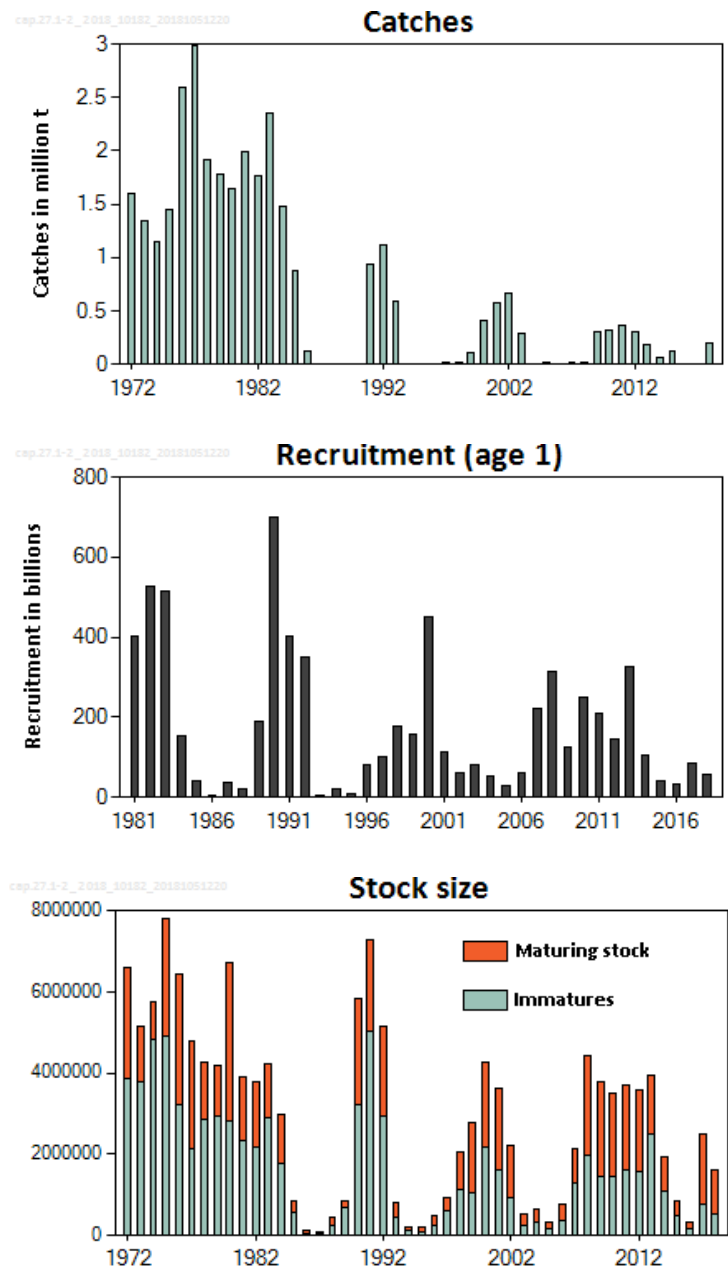 cap.27.1-2_2018_10182_20181051220
Catches
Catches in million t
3
2.5
2
1.5
1
0.5
0
1972 1982 1992 2002 2012
cap.27.1-2_2018_10182_20181051220
Recruitment (age 1)
Recruitment in billions
800
600
400
200
0
1981 1986 1991 1996 2001 2006 2011 2016
cap.27.1-2_2018_10182_20181051220
Stock size
8000000
6000000
4000000
2000000
0
Maturing stock
Immatures
1972 1982 1992 2002 2012